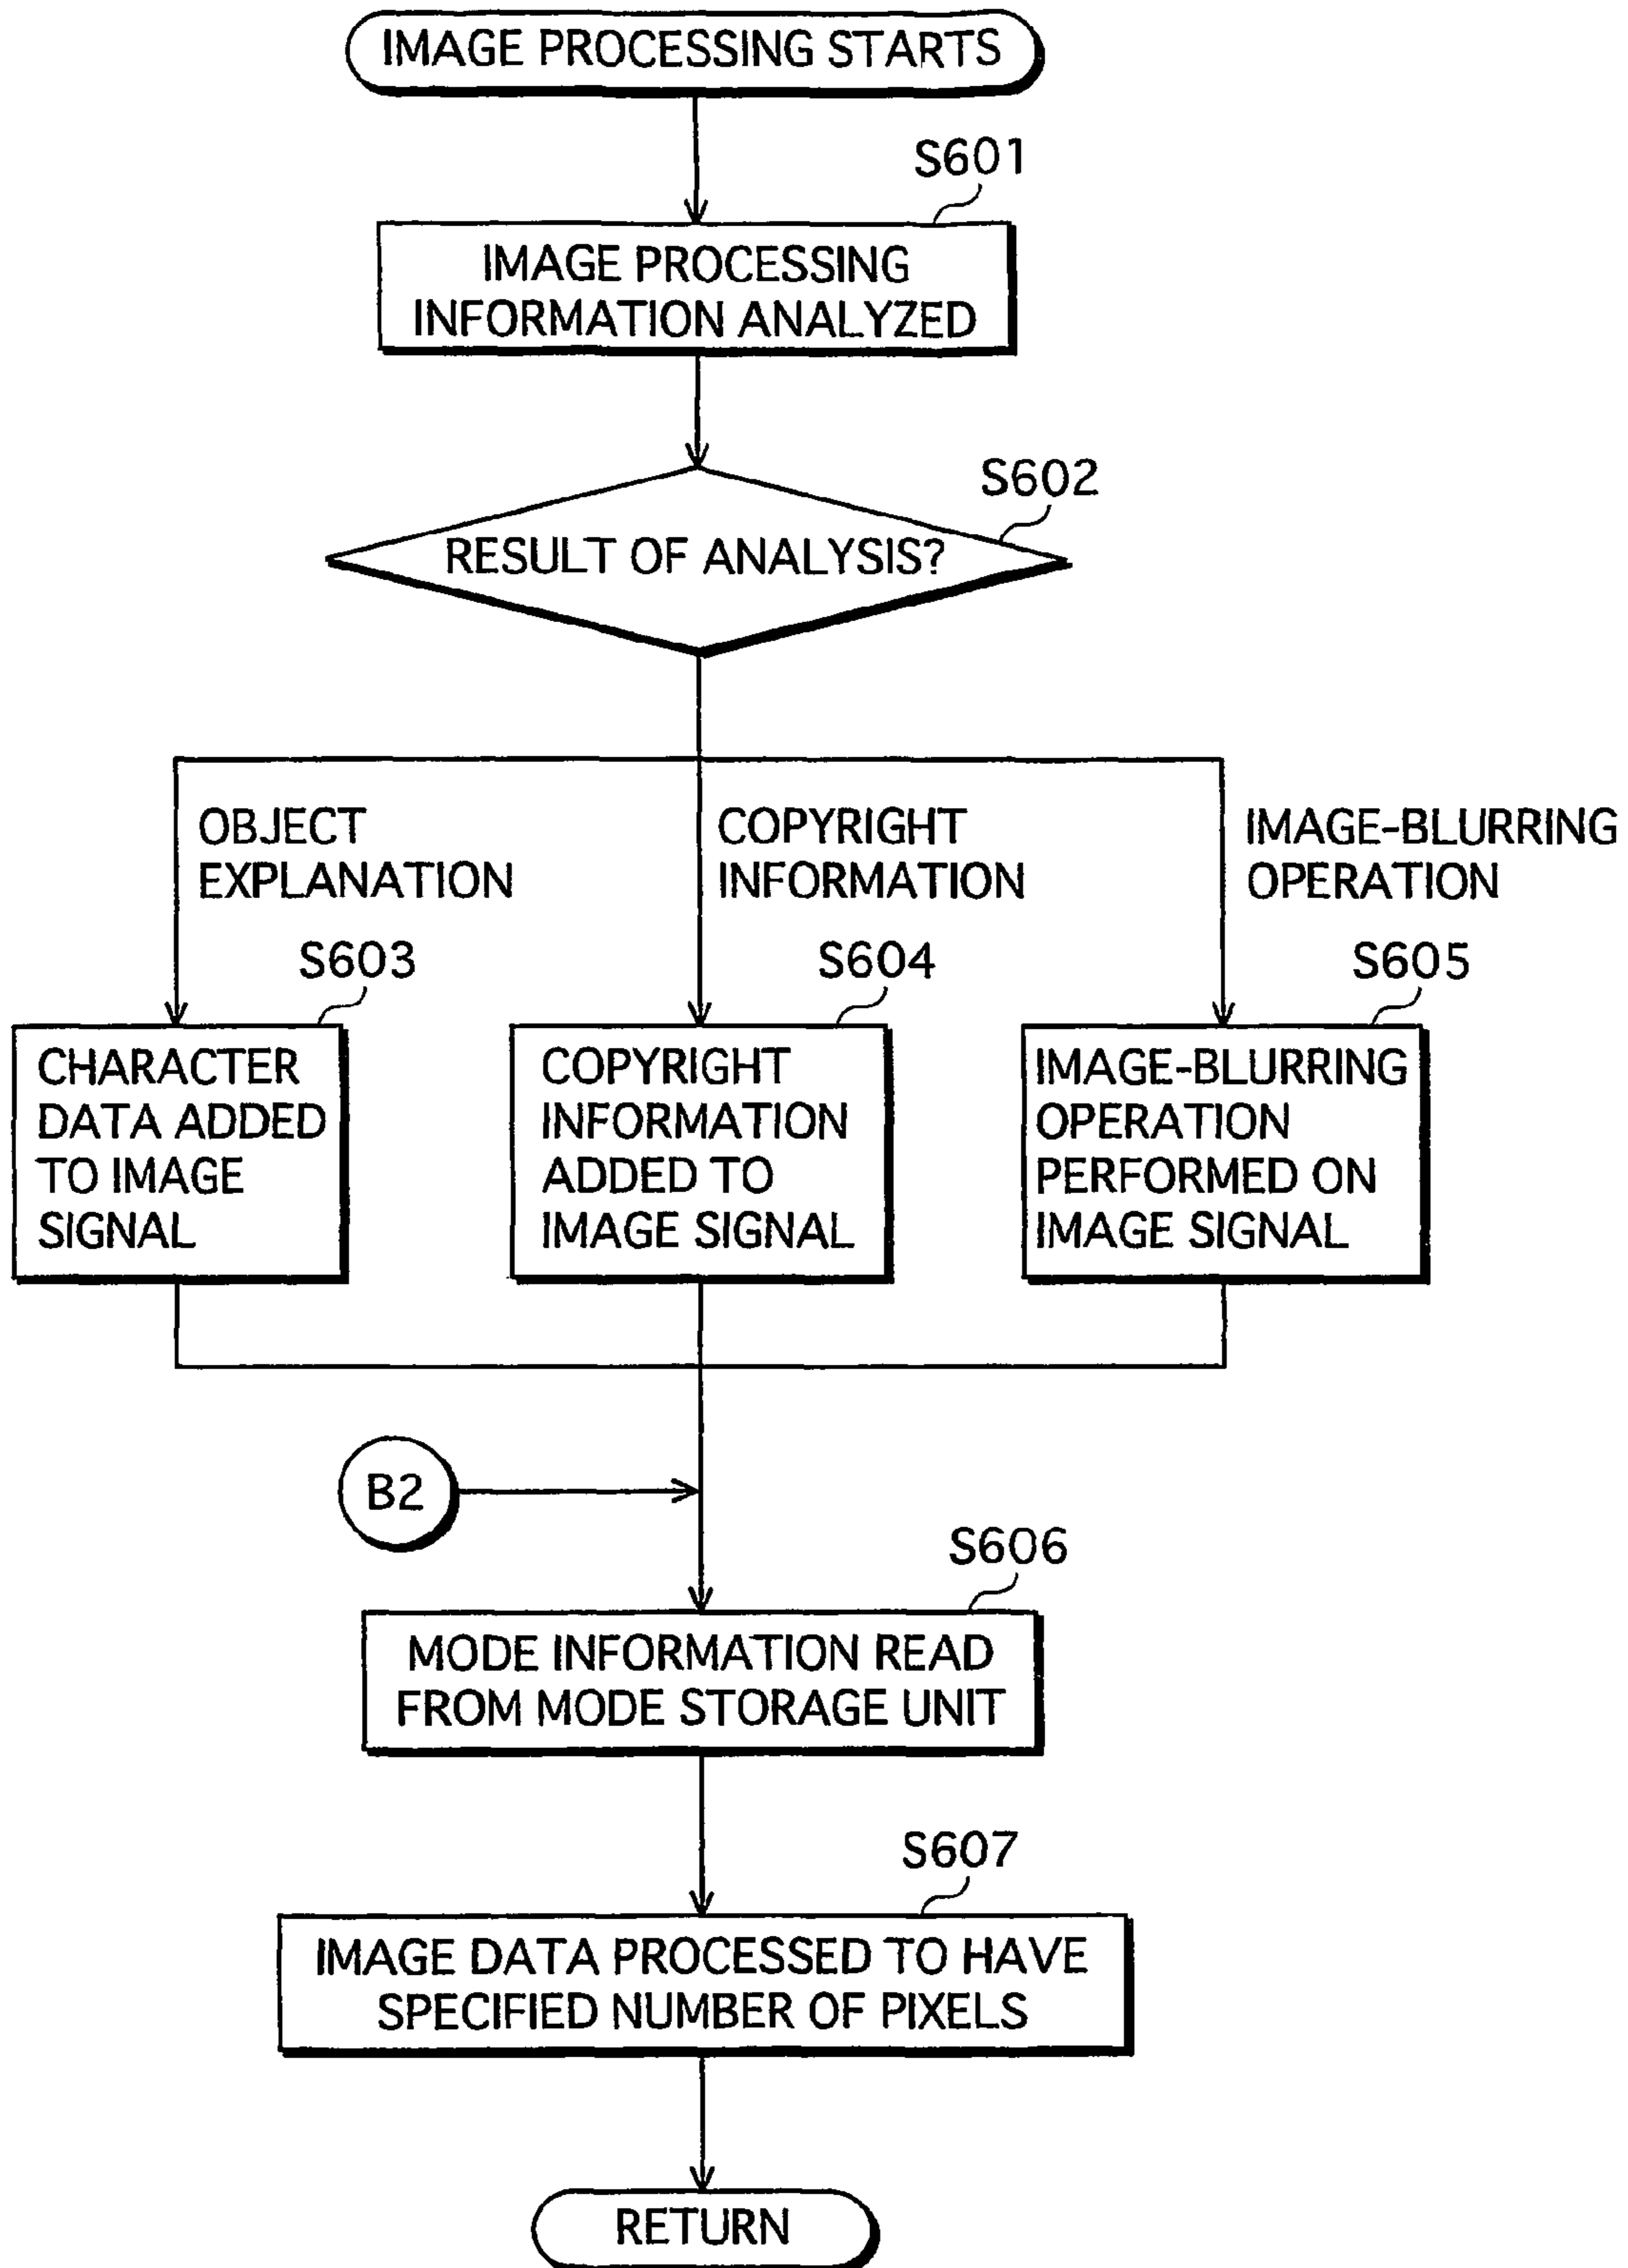 IMAGE PROCESSING STARTS
S601
IMAGE PROCESSING
INFORMATION ANALYZED
S602
RESULT OF ANALYSIS?
OBJECT
EXPLANATION
COPYRIGHT
INFORMATION
IMAGE-BLURRING
OPERATION
S603
CHARACTER
DATA ADDED
TO IMAGE
SIGNAL
S604
COPYRIGHT
INFORMATION
ADDED TO
IMAGE SIGNAL
S605
IMAGE-BLURRING
OPERATION
PERFORMED ON
IMAGE SIGNAL
B2
S606
MODE INFORMATION READ
FROM MODE STORAGE UNIT
S607
IMAGE DATA PROCESSED TO HAVE
SPECIFIED NUMBER OF PIXELS
RETURN